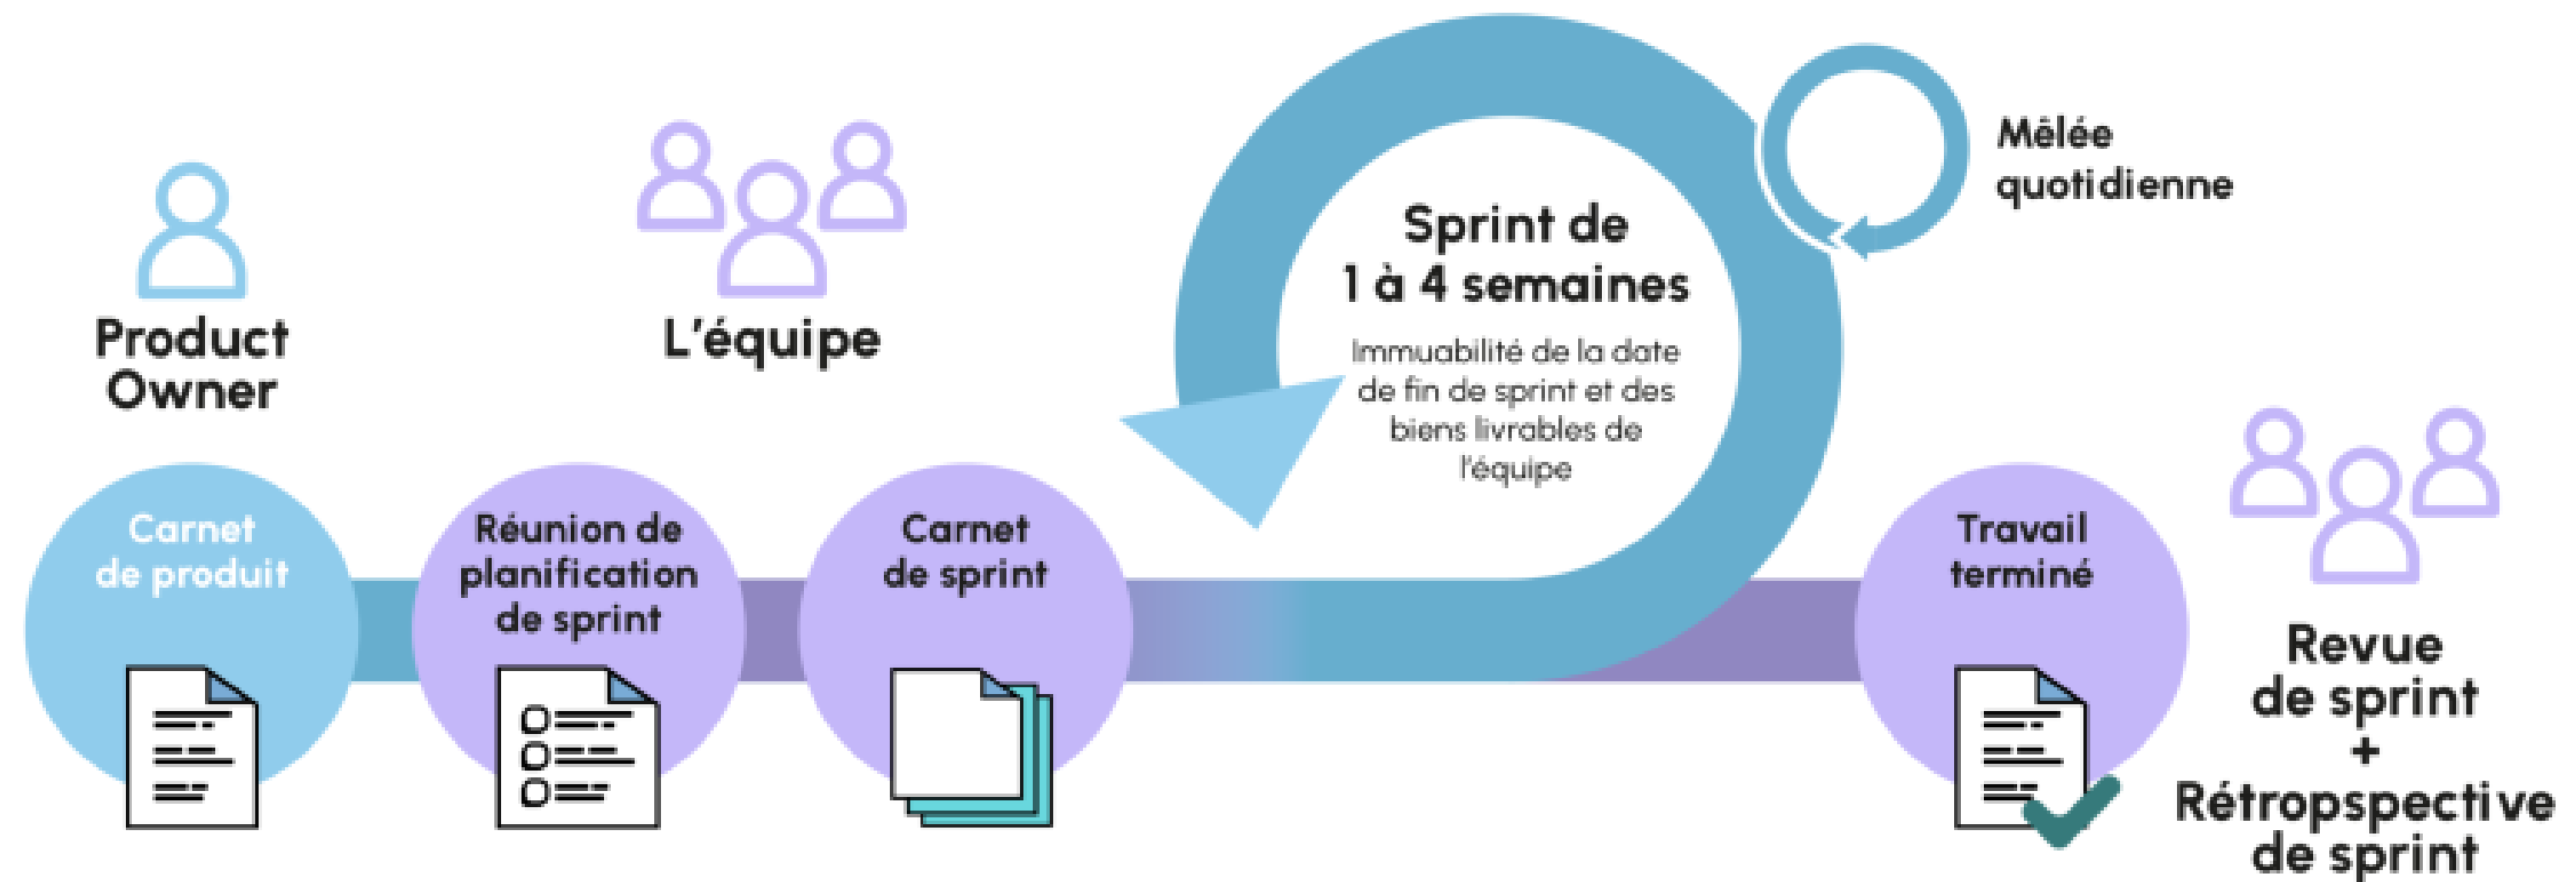 Product
Owner
L'équipe
Sprint de
1 à 4 semaines
Immuabilité de la date
de fin de sprint et des
biens livrables de
l'équipe
Mêlée
quotidienne
Carnet
de produit
Réunion de
planification
de sprint
Carnet
de sprint
Travail
terminé
Revue
de sprint
+
Rétropspective
de sprint